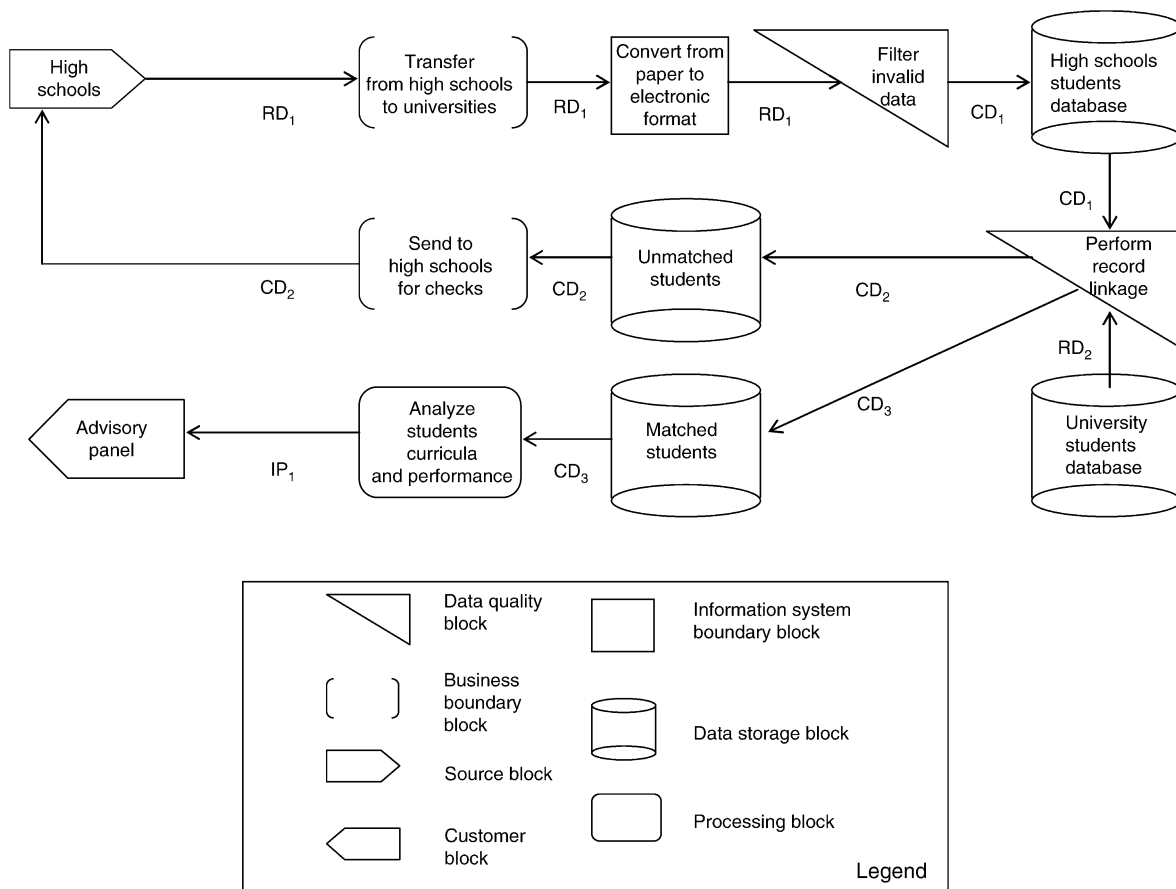 High
schools
RD₁
Transfer
from high schools
to universities
RD₁
Convert from
paper to
electronic
format
RD₁
Filter
invalid
data
CD₁
High schools
students
database
CD₁
Perform
record
linkage
CD₂
Unmatched
students
CD₂
Send to
high schools
for checks
CD₂
RD₂
University
students
database
CD₃
Matched
students
CD₃
Analyze
students
curricula
and performance
IP₁
Advisory
panel
Data quality
block
Business
boundary
block
Source block
Customer
block
Information system
boundary block
Data storage block
Processing block
Legend